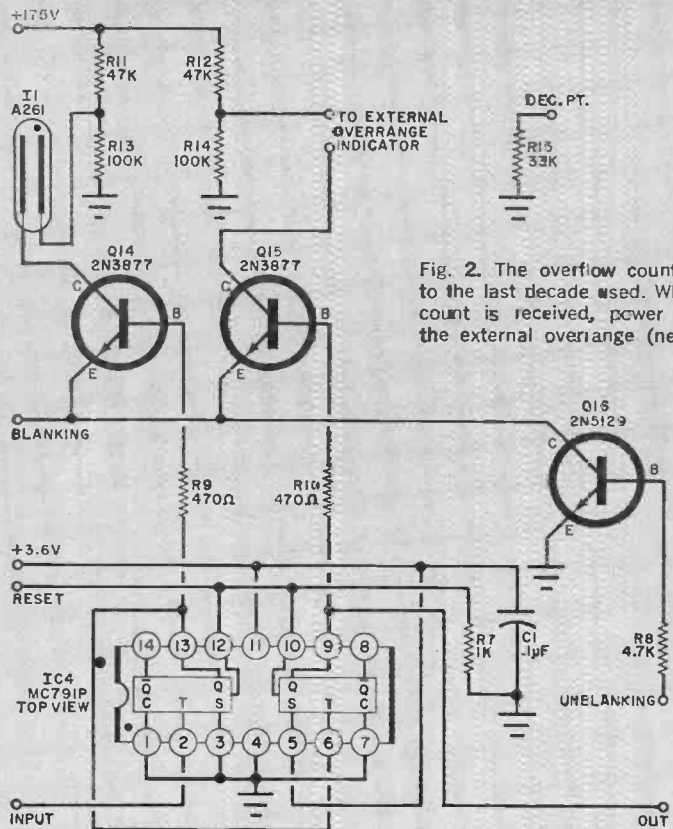 +175V
R11
47K
R12
47K
I1
A261
R13
100K
R14
100K
TO EXTERNAL
OVERRANGE
INDICATOR
DEC. PT.
R15
33K
Q14
2N3877
Q15
2N3877
C
B
E
C
B
E
Fig. 2. The overflow count
to the last decade used. Wh
count is received, power
the external overrange (ne
Q16
2N5129
C
B
E
BLANKING
R9
470Ω
R10
470Ω
+3.6V
RESET
R7
1K
C1
.1µF
R8
4.7K
UNBLANKING
IC4
MC791P
TOP VIEW
14 13 12 11 10 9 8
Q̅ Q Q Q̅
C T S S T C
1 2 3 4 5 6 7
INPUT
OUT